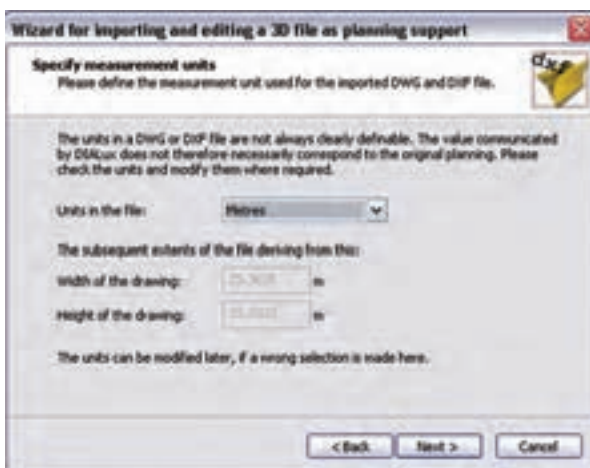 Wizard for importing and editing a 3D file as planning support
Specify measurement units
Please define the measurement unit used for the imported DWG and DXF file.
dxf
The units in a DWG or DXF file are not always clearly definable. The value communicated
by DIALux does not therefore necessarily correspond to the original planning. Please
check the units and modify them where required.
Units in the file: Metres
The subsequent extents of the file deriving from this:
Width of the drawing: m
Height of the drawing: m
The units can be modified later, if a wrong selection is made here.
< Back Next > Cancel